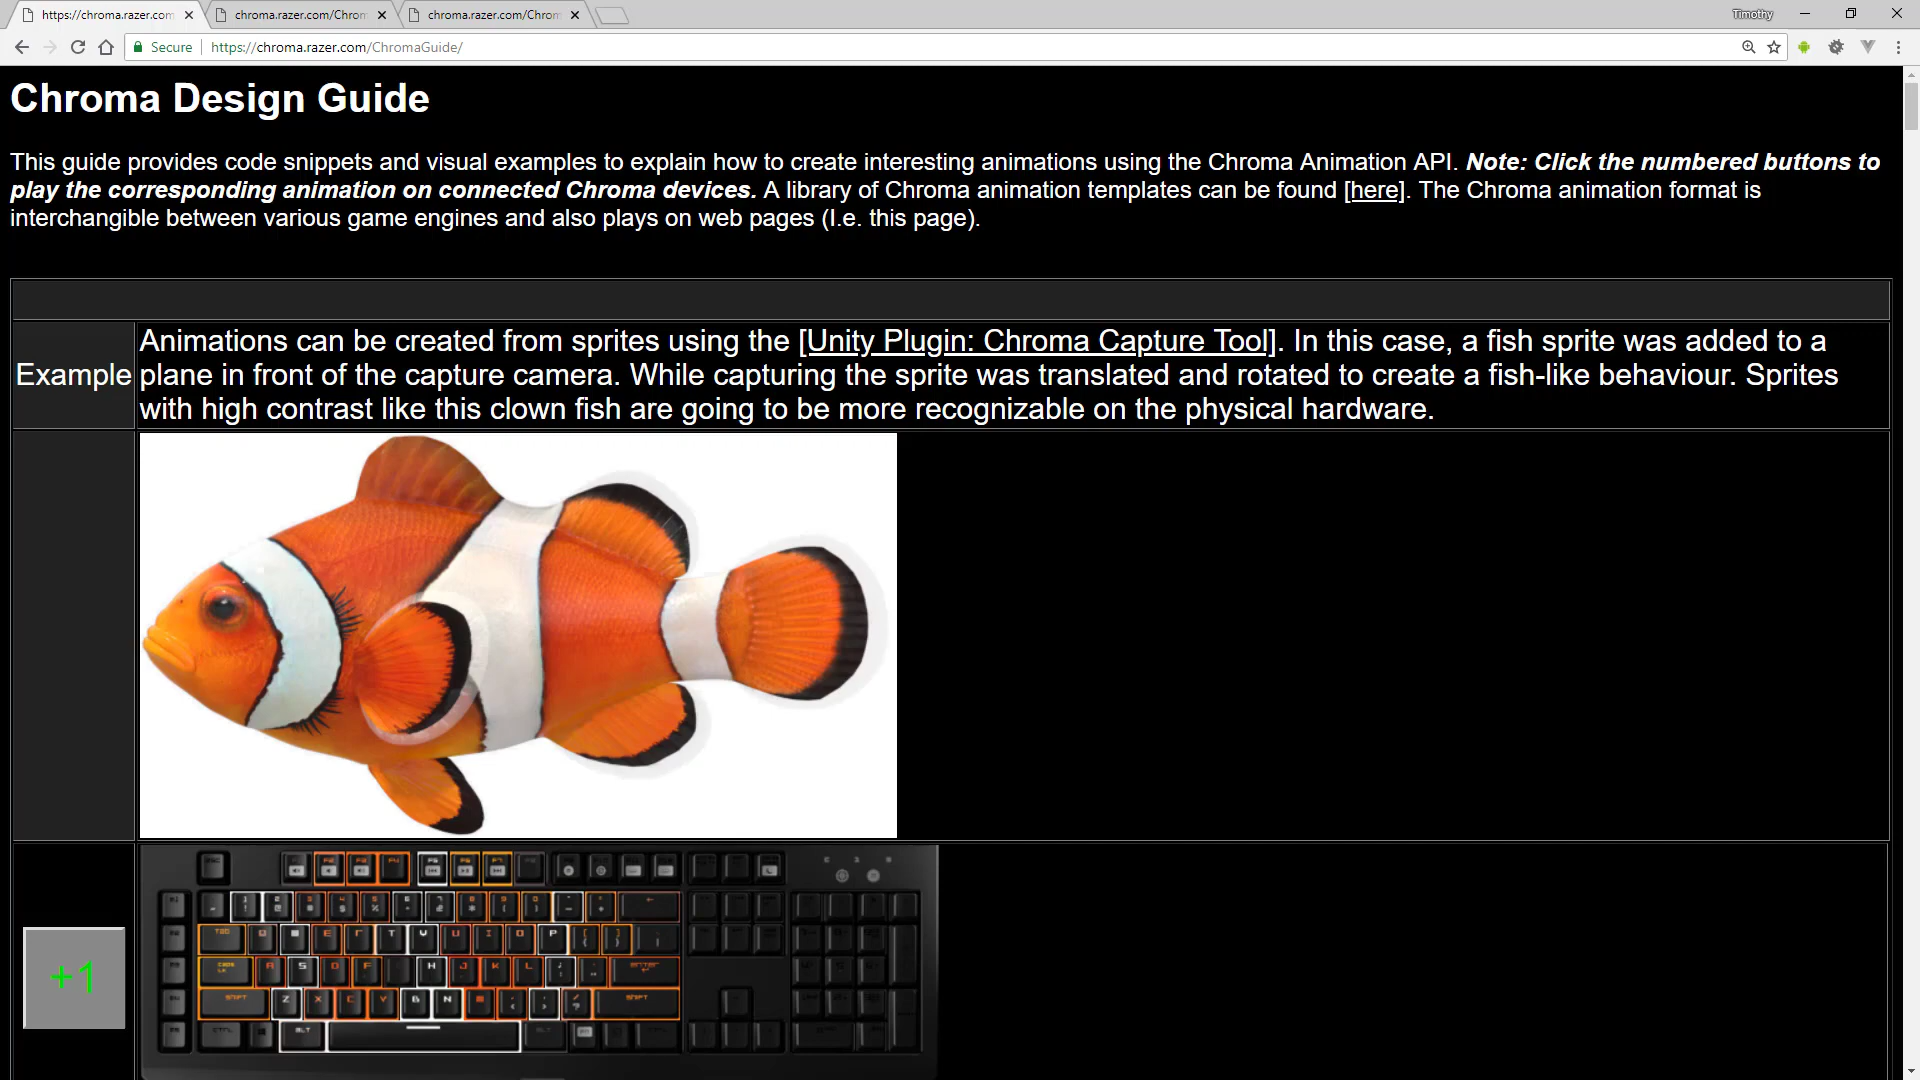 https://chroma.razer.com
chroma.razer.com/Chrom
chroma.razer.com/Chrom
Timothy
Secure
https://chroma.razer.com/ChromaGuide/
Chroma Design Guide
This guide provides code snippets and visual examples to explain how to create interesting animations using the Chroma Animation API. Note: Click the numbered buttons to
play the corresponding animation on connected Chroma devices. A library of Chroma animation templates can be found [here]. The Chroma animation format is
interchangible between various game engines and also plays on web pages (I.e. this page).
Example
Animations can be created from sprites using the [Unity Plugin: Chroma Capture Tool]. In this case, a fish sprite was added to a
plane in front of the capture camera. While capturing the sprite was translated and rotated to create a fish-like behaviour. Sprites
with high contrast like this clown fish are going to be more recognizable on the physical hardware.
+1